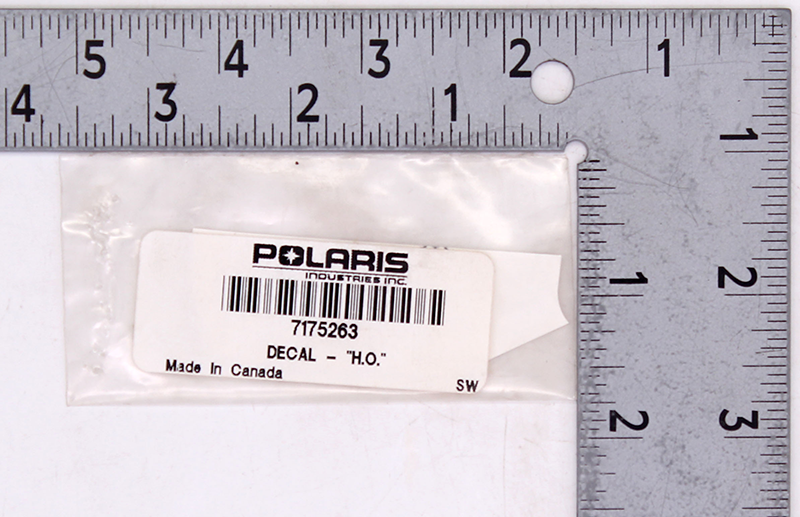 5 4 3 2 1
4 3 2 1
1
1 2
2 3
POLARIS
INDUSTRIES INC.
7175263
DECAL - "H.O."
Made In Canada
SW